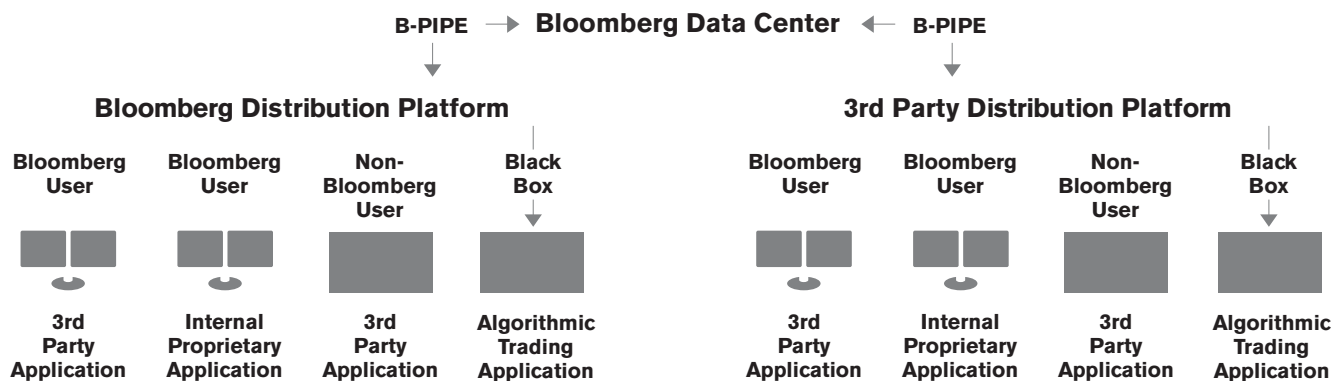 B-PIPE Bloomberg Data Center B-PIPE
Bloomberg Distribution Platform
Bloomberg
User
Bloomberg
User
Non-
Bloomberg
User
Black
Box
3rd
Party
Application
Internal
Proprietary
Application
3rd
Party
Application
Algorithmic
Trading
Application
3rd Party Distribution Platform
Bloomberg
User
Bloomberg
User
Non-
Bloomberg
User
Black
Box
3rd
Party
Application
Internal
Proprietary
Application
3rd
Party
Application
Algorithmic
Trading
Application